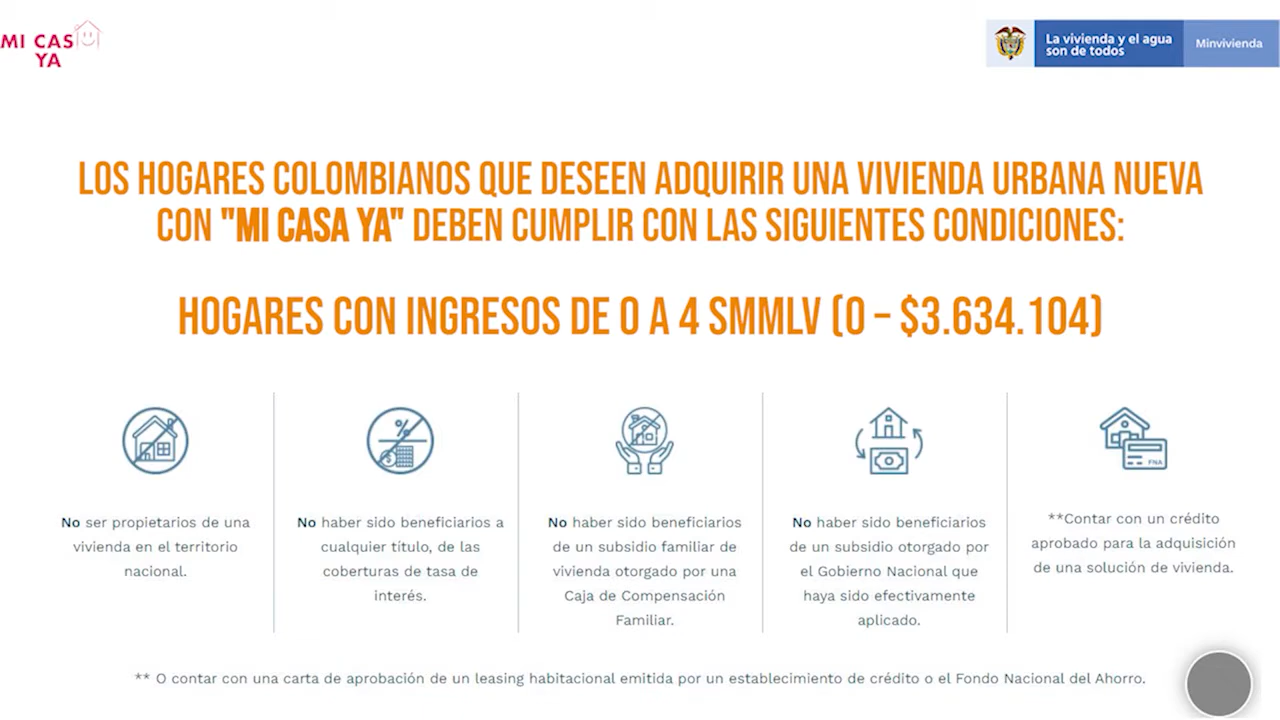 MI CAS
YA
La vivienda y el agua
son de todos
Minvivienda
LOS HOGARES COLOMBIANOS QUE DESEEN ADQUIRIR UNA VIVIENDA URBANA NUEVA
CON "MI CASA YA" DEBEN CUMPLIR CON LAS SIGUIENTES CONDICIONES:
HOGARES CON INGRESOS DE 0 A 4 SMMLV (0 – $3.634.104)
No ser propietarios de una
vivienda en el territorio
nacional.
No haber sido beneficiarios a
cualquier título, de las
coberturas de tasa de
interés.
No haber sido beneficiarios
de un subsidio familiar de
vivienda otorgado por una
Caja de Compensación
Familiar.
No haber sido beneficiarios
de un subsidio otorgado por
el Gobierno Nacional que
haya sido efectivamente
aplicado.
FNA
**Contar con un crédito
aprobado para la adquisición
de una solución de vivienda.
** O contar con una carta de aprobación de un leasing habitacional emitida por un establecimiento de crédito o el Fondo Nacional del Ahorro.